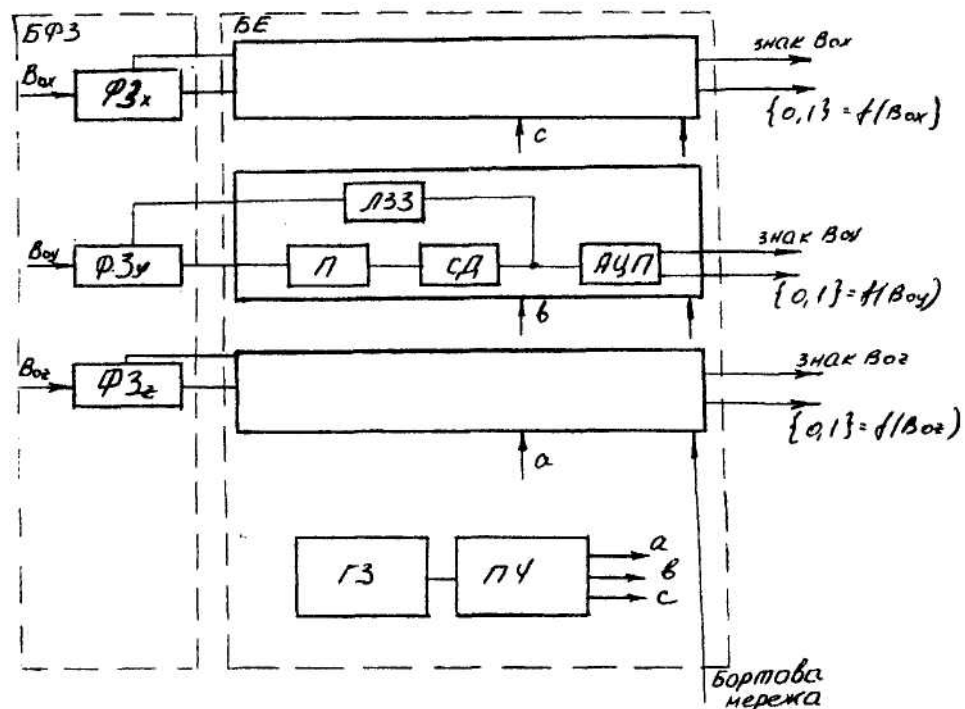 БФЗ
БЕ
Вох
ФЗх
знак Вох
{0,1} = f(Вох}
с
ЛЗЗ
Воу
ФЗу
П
СД
АЦП
знак Воу
{0,1} = f(Воу)
в
Воz
ФЗz
знак Воz
{0,1} = f(Воz)
а
ГЗ
ПЧ
а
в
с
Бортова
мережа